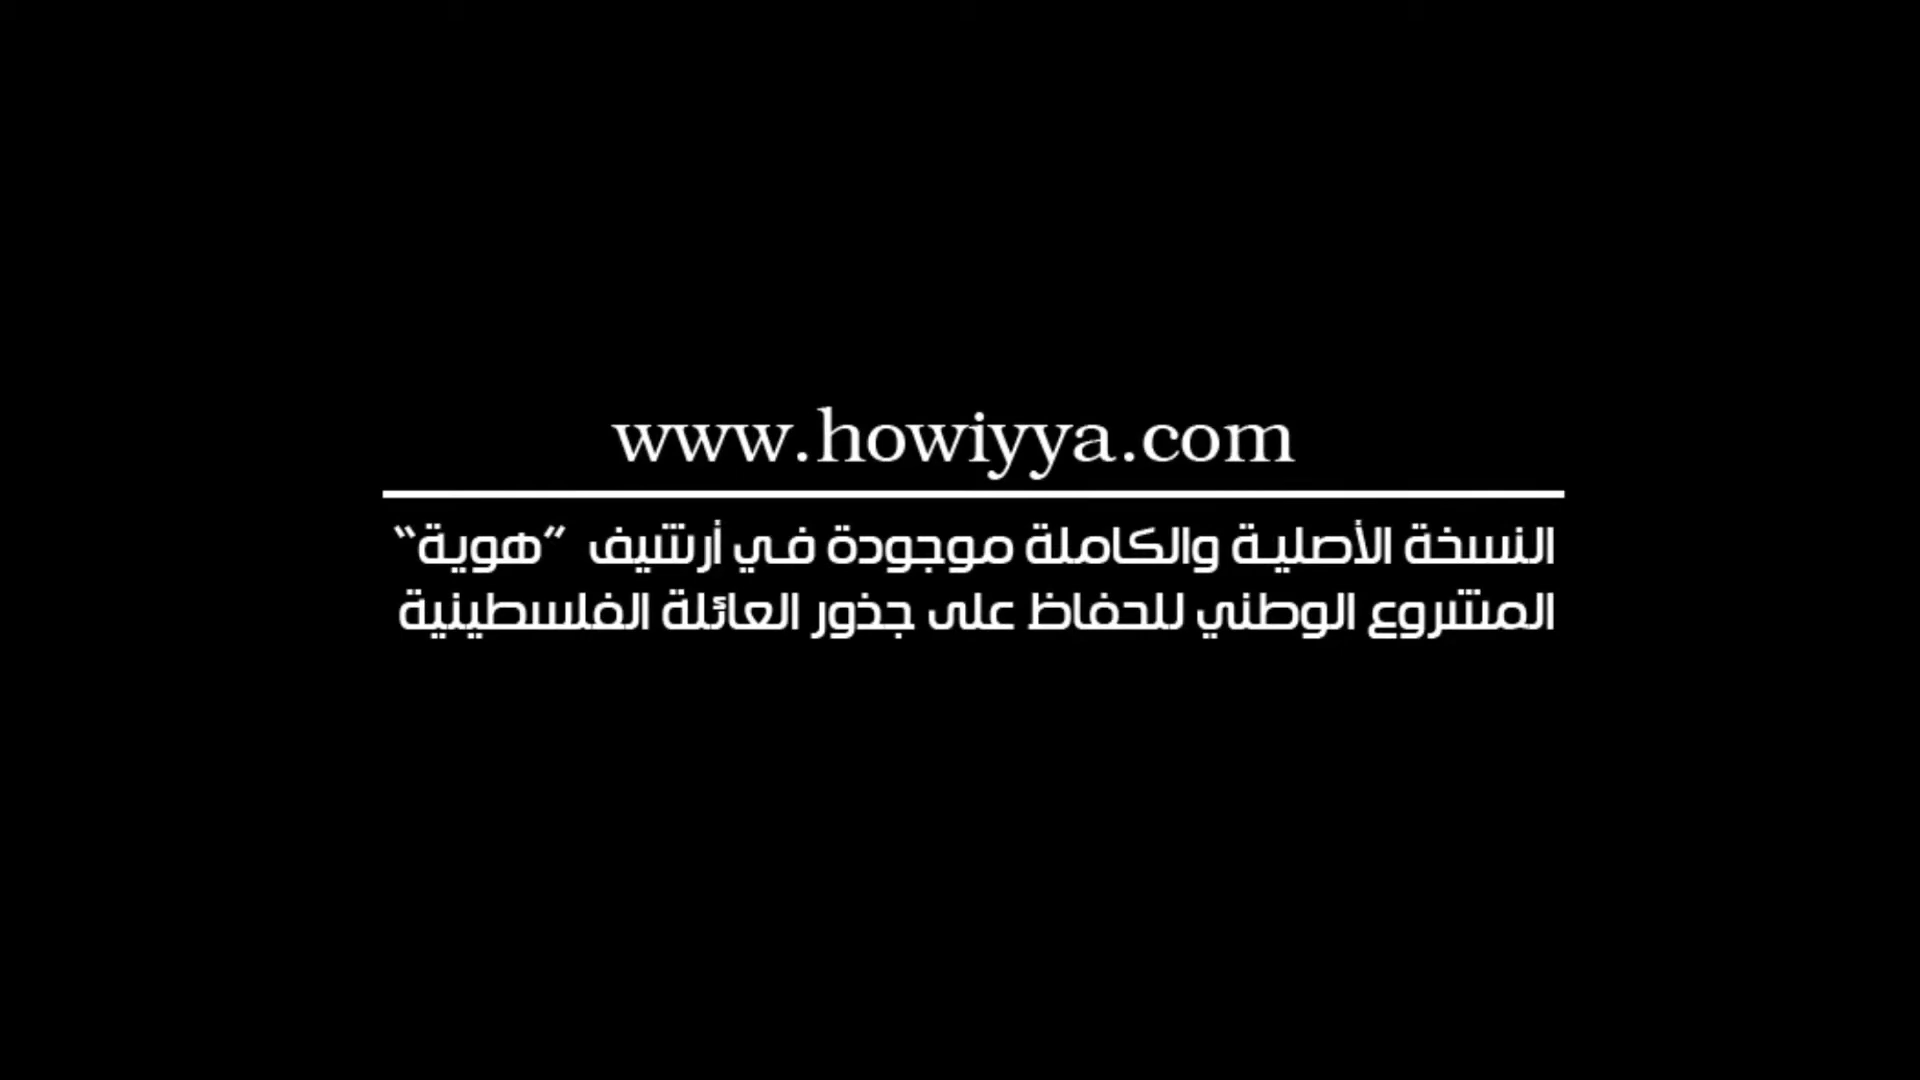 www.howiyya.com
النسخة الأصلية والكاملة موجودة في أرشيف "هوية"
المشروع الوطني للحفاظ على جذور العائلة الفلسطينية